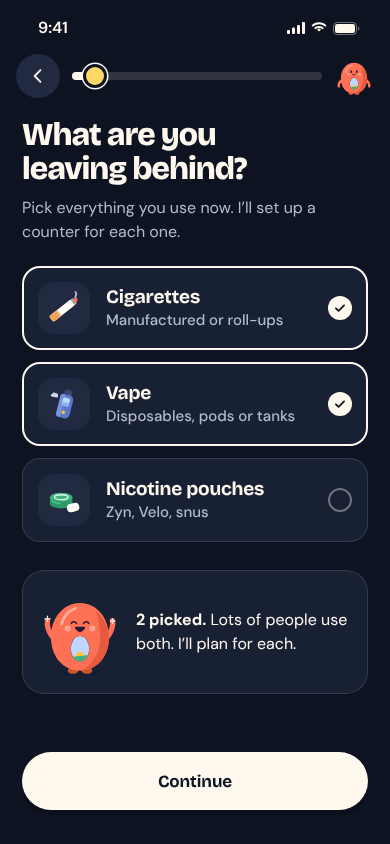 9:41
What are you
leaving behind?
Pick everything you use now. I’ll set up a
counter for each one.
Cigarettes
Manufactured or roll-ups
Vape
Disposables, pods or tanks
Nicotine pouches
Zyn, Velo, snus
2 picked. Lots of people use
both. I’ll plan for each.
Continue